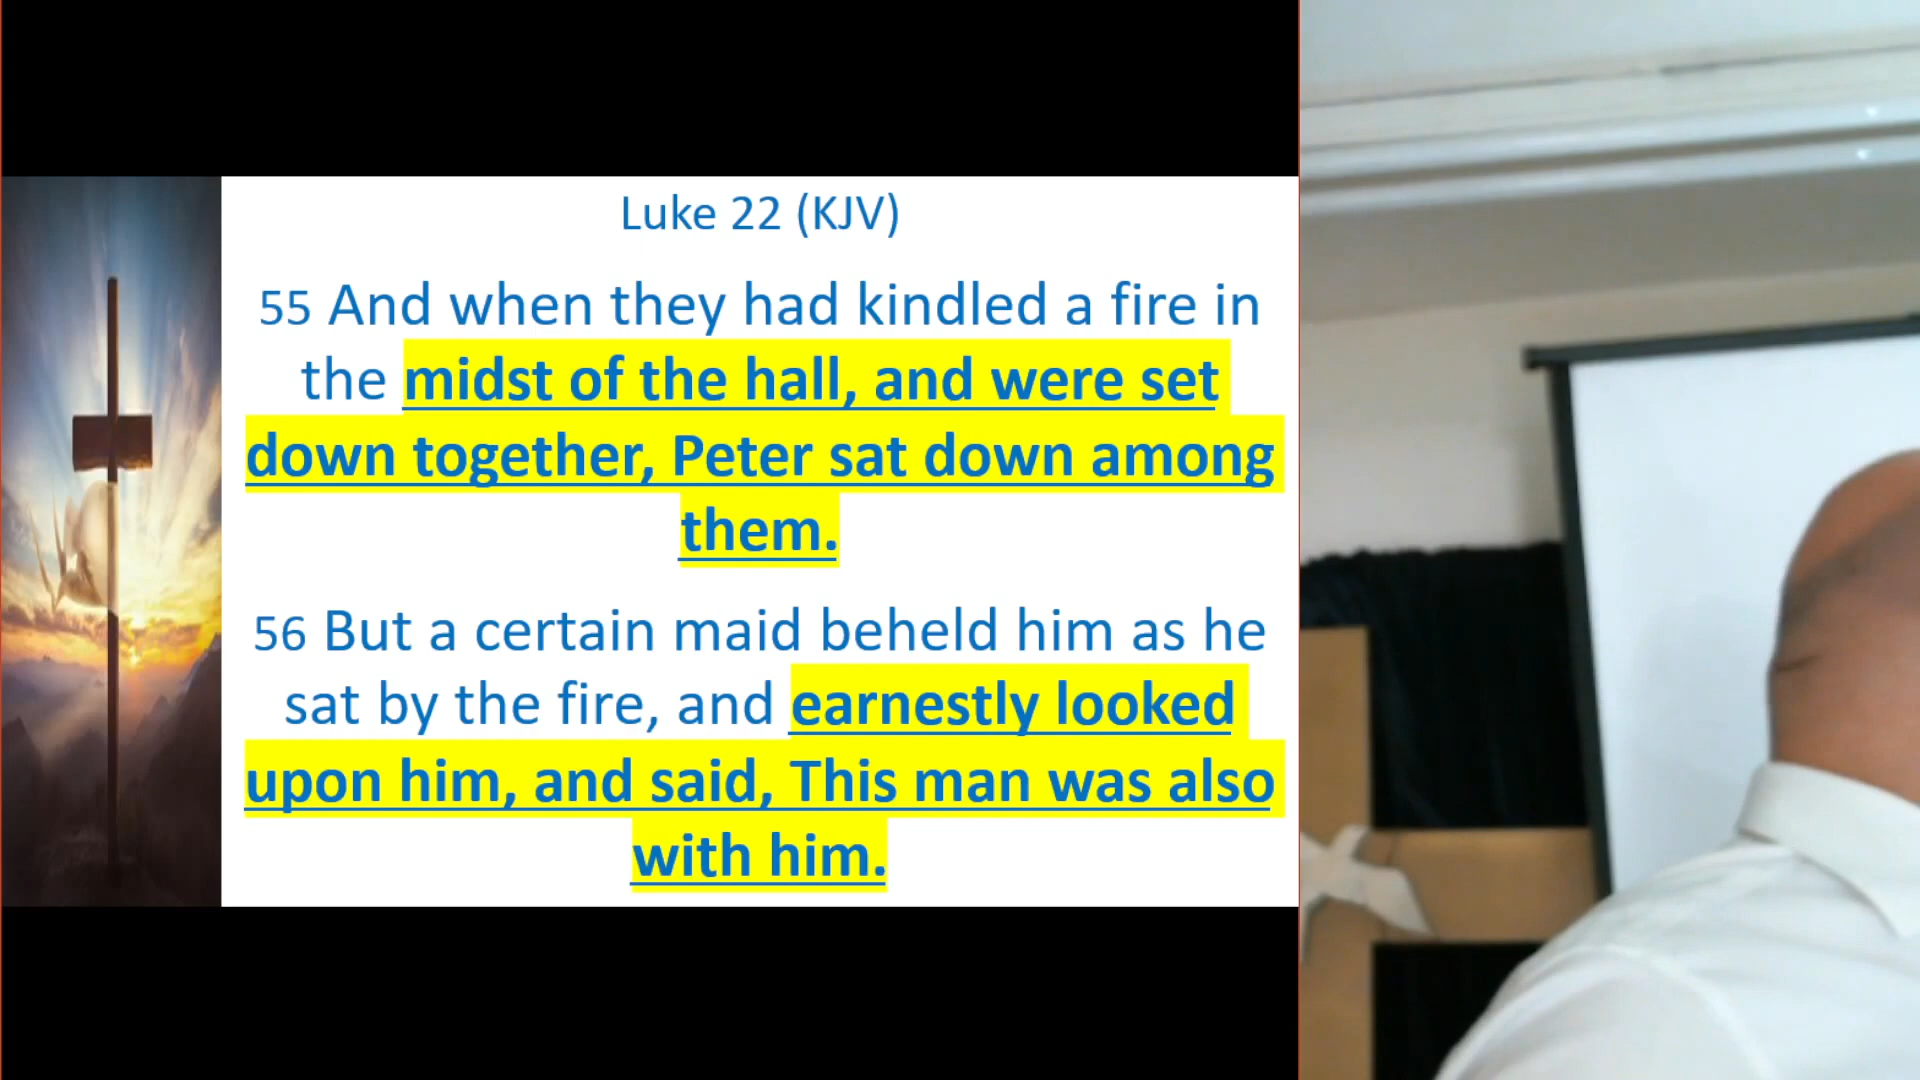 Luke 22 (KJV)
55 And when they had kindled a fire in
the midst of the hall, and were set
down together, Peter sat down among
them.
56 But a certain maid beheld him as he
sat by the fire, and earnestly looked
upon him, and said, This man was also
with him.